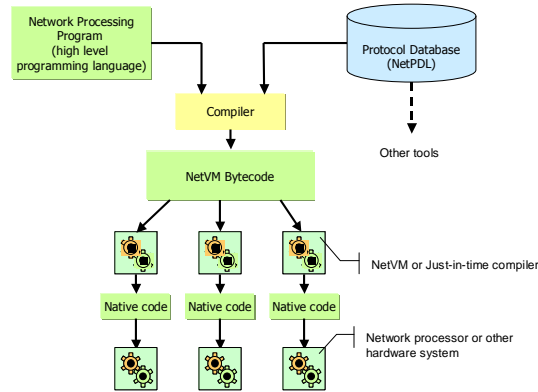 Network Processing
Program
(high level
programming language)
Protocol Database
(NetPDL)
Compiler
Other tools
NetVM Bytecode
NetVM or Just-in-time compiler
Native code
Native code
Native code
Network processor or other
hardware system